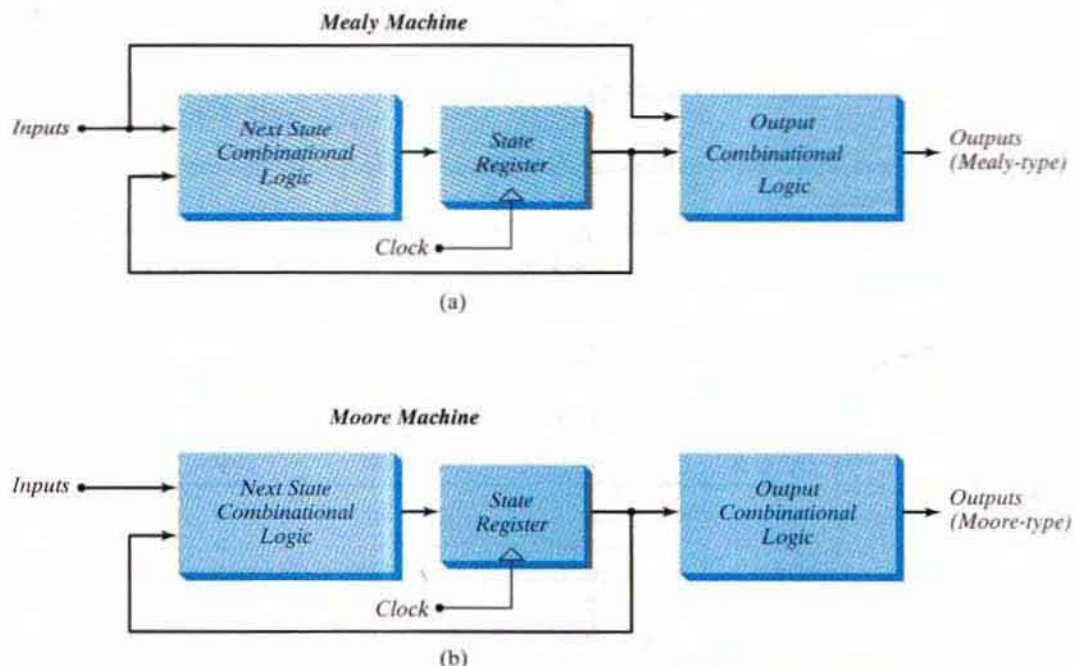 Mealy Machine
Inputs
Next State
Combinational
Logic
State
Register
Output
Combinational
Logic
Outputs
(Mealy-type)
Clock
(a)
Moore Machine
Inputs
Next State
Combinational
Logic
State
Register
Output
Combinational
Logic
Outputs
(Moore-type)
Clock
(b)